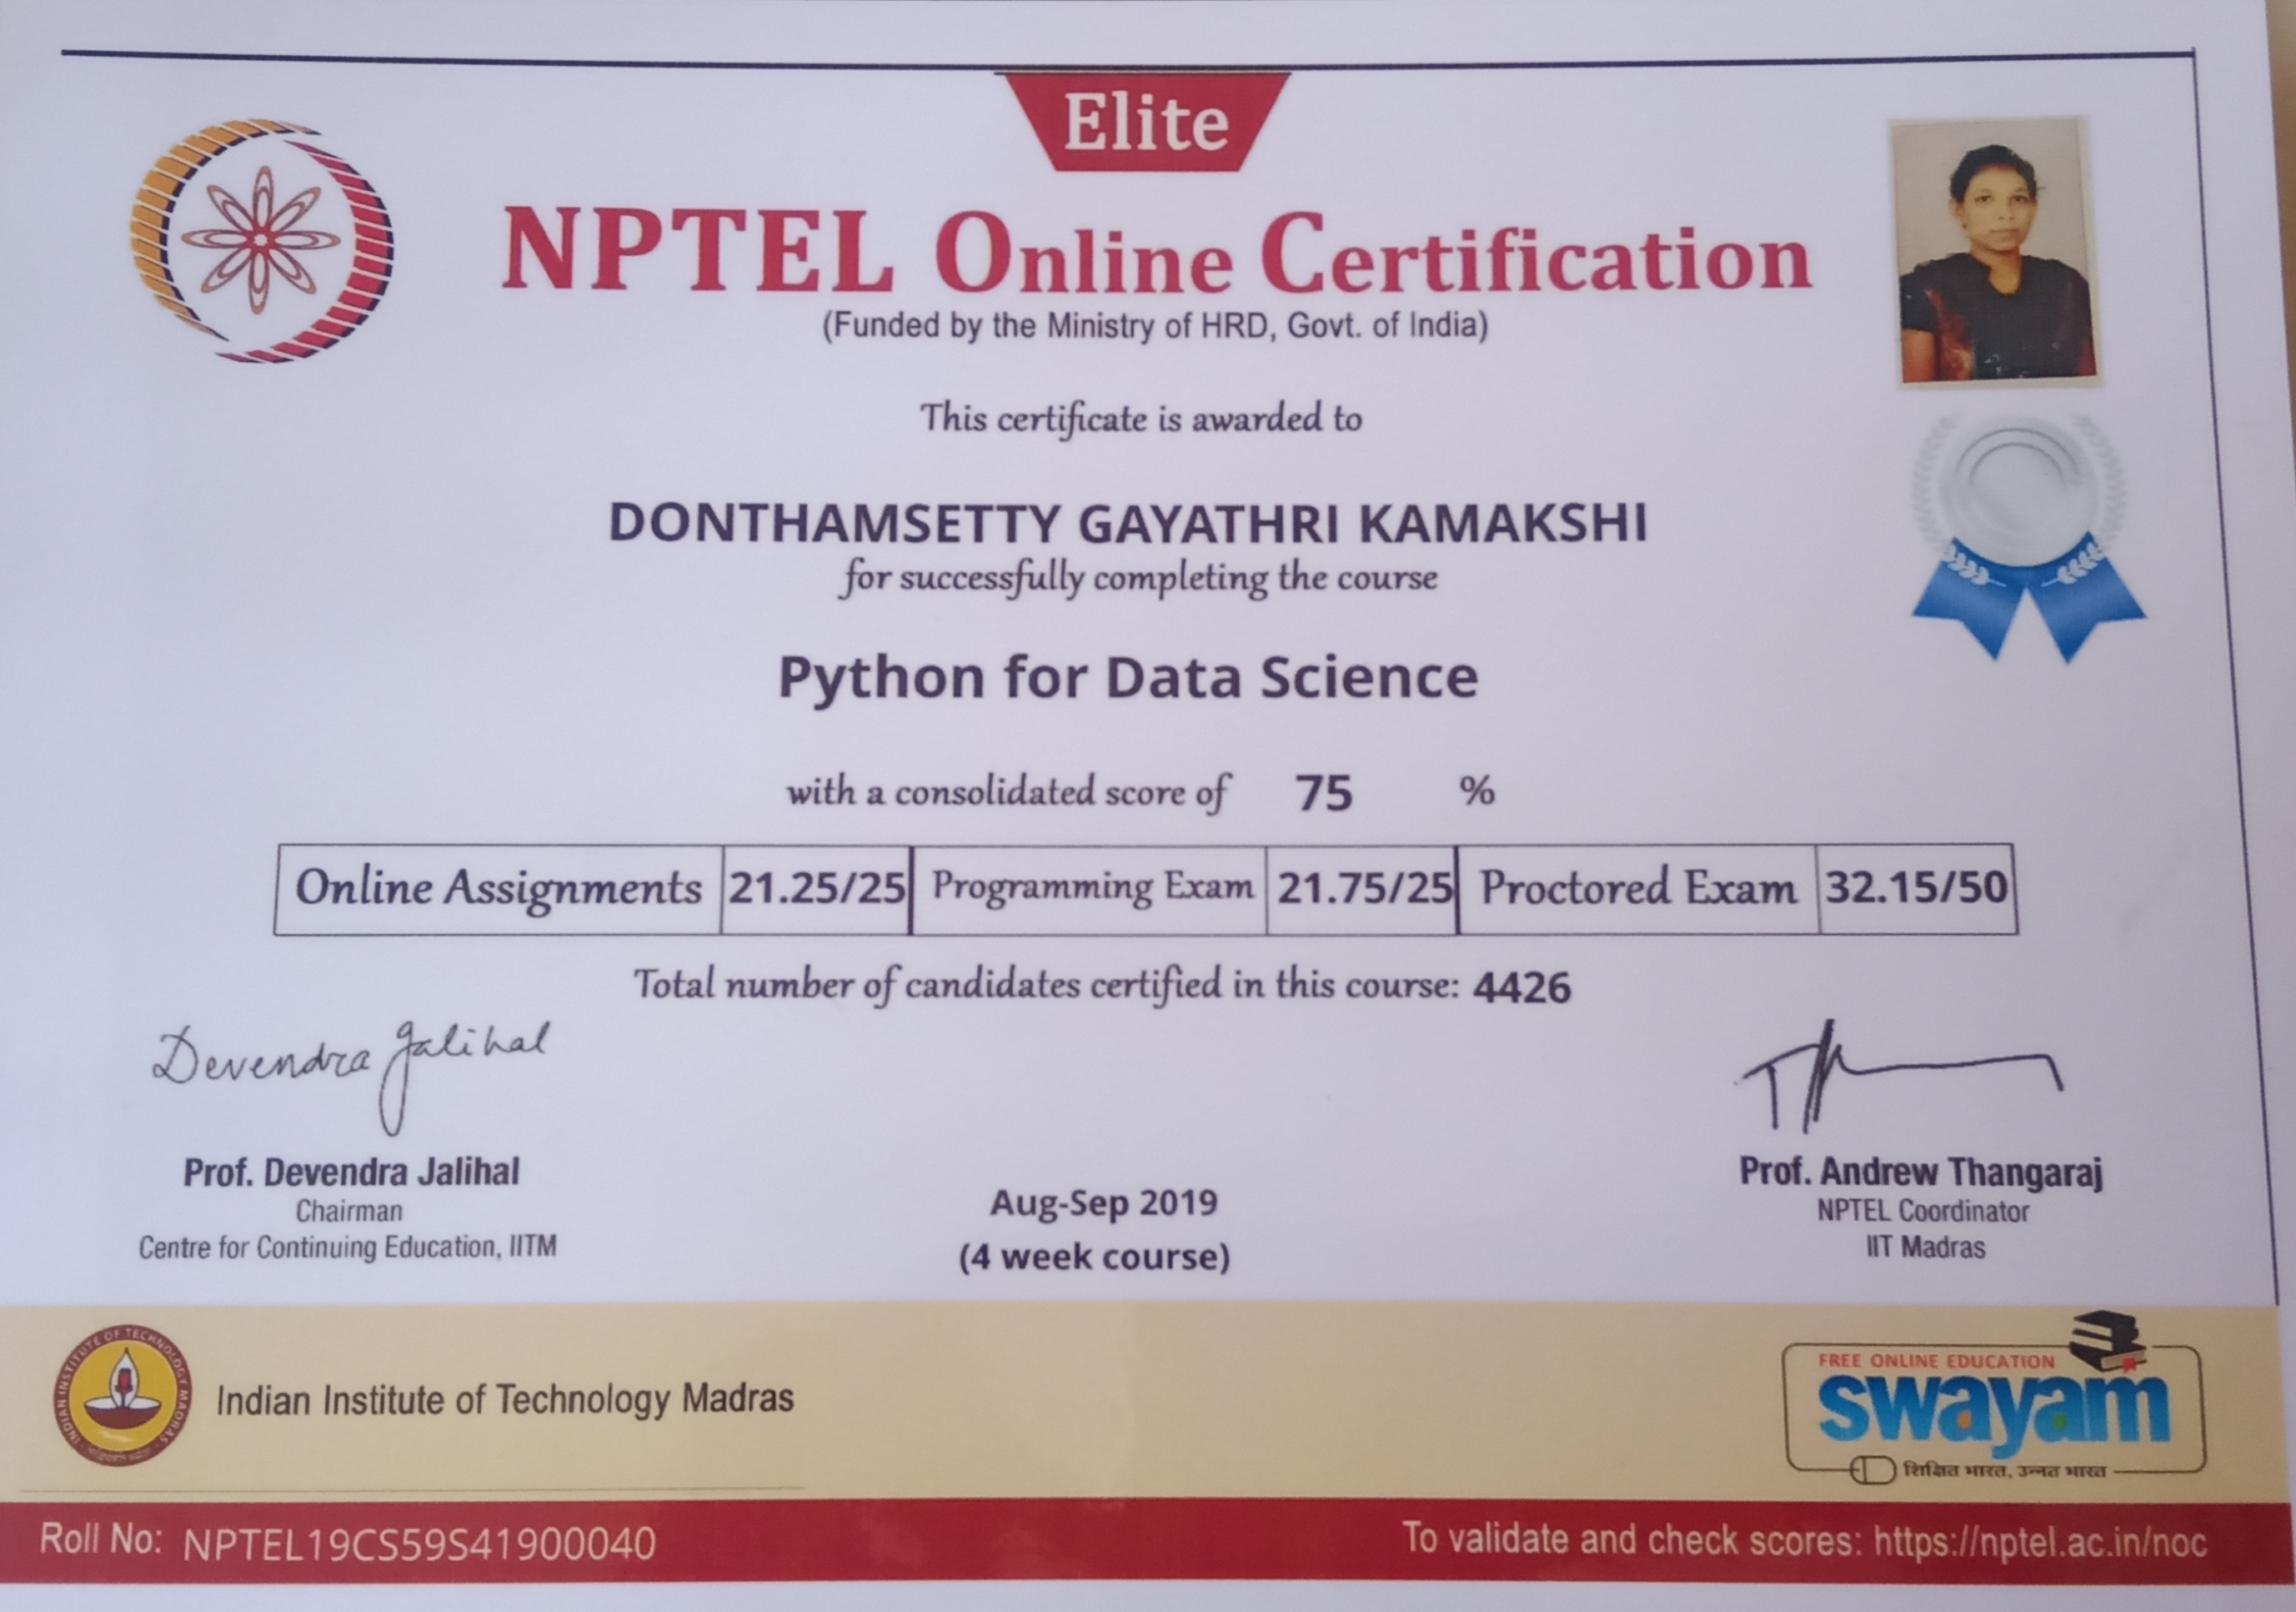 Elite
NPTEL Online Certification
(Funded by the Ministry of HRD, Govt. of India)
This certificate is awarded to
DONTHAMSETTY GAYATHRI KAMAKSHI
for successfully completing the course
Python for Data Science
with a consolidated score of 75 %
Online Assignments 21.25/25 Programming Exam 21.75/25 Proctored Exam 32.15/50
Total number of candidates certified in this course: 4426
Devendra Jalihal
Prof. Devendra Jalihal
Chairman
Centre for Continuing Education, IITM
Aug-Sep 2019
(4 week course)
Prof. Andrew Thangaraj
NPTEL Coordinator
IIT Madras
INDIAN INSTITUTE OF TECHNOLOGY MADRAS
Indian Institute of Technology Madras
FREE ONLINE EDUCATION
swayam
शिक्षित भारत, उन्नत भारत
Roll No: NPTEL19CS59S41900040
To validate and check scores: https://nptel.ac.in/noc